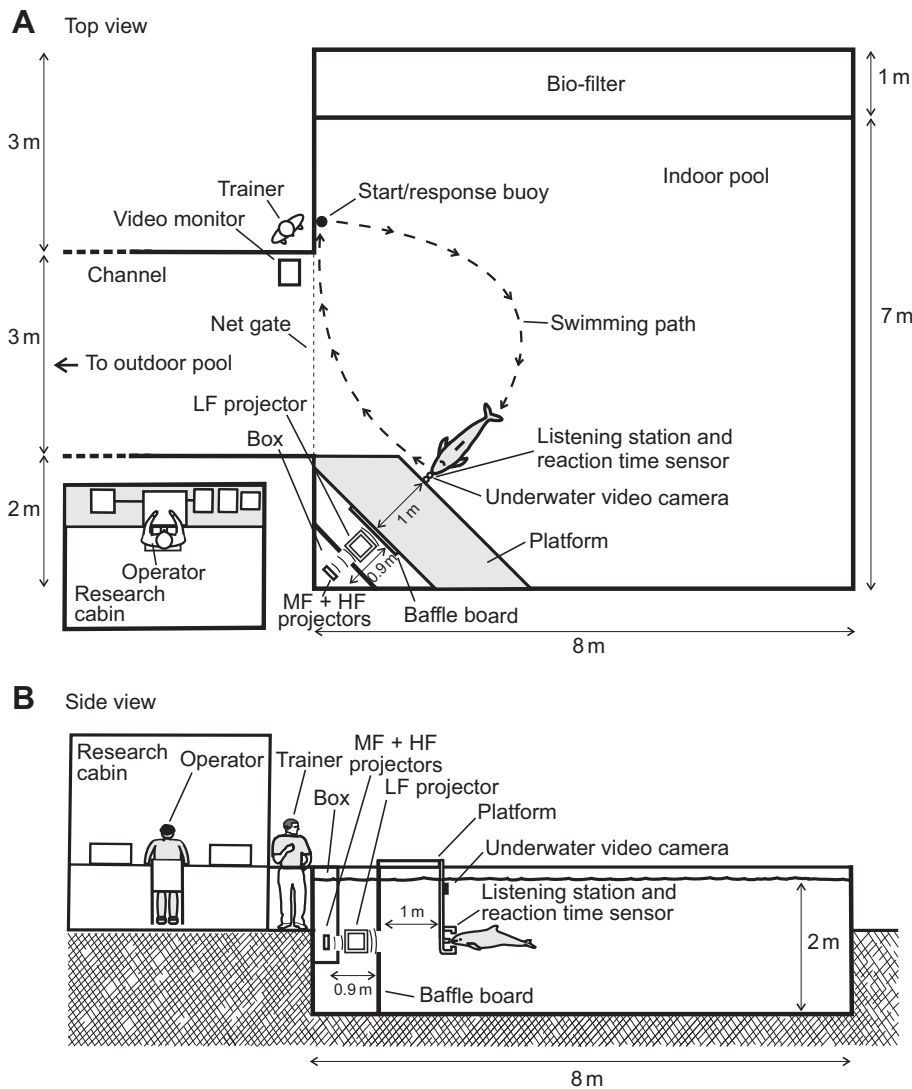 A
Top view
Bio-filter
1 m
3 m
Indoor pool
Trainer
Start/response buoy
Video monitor
Channel
3 m
Net gate
Swimming path
7 m
To outdoor pool
LF projector
Box
Listening station and
reaction time sensor
Underwater video camera
2 m
1 m
Platform
0.9 m
Operator
Research
cabin
MF + HF
projectors
Baffle board
8 m
B
Side view
Research
cabin
Operator
Trainer
MF + HF
projectors
Box
LF projector
Platform
Underwater video camera
Listening station and
reaction time sensor
1 m
2 m
0.9 m
Baffle board
8 m